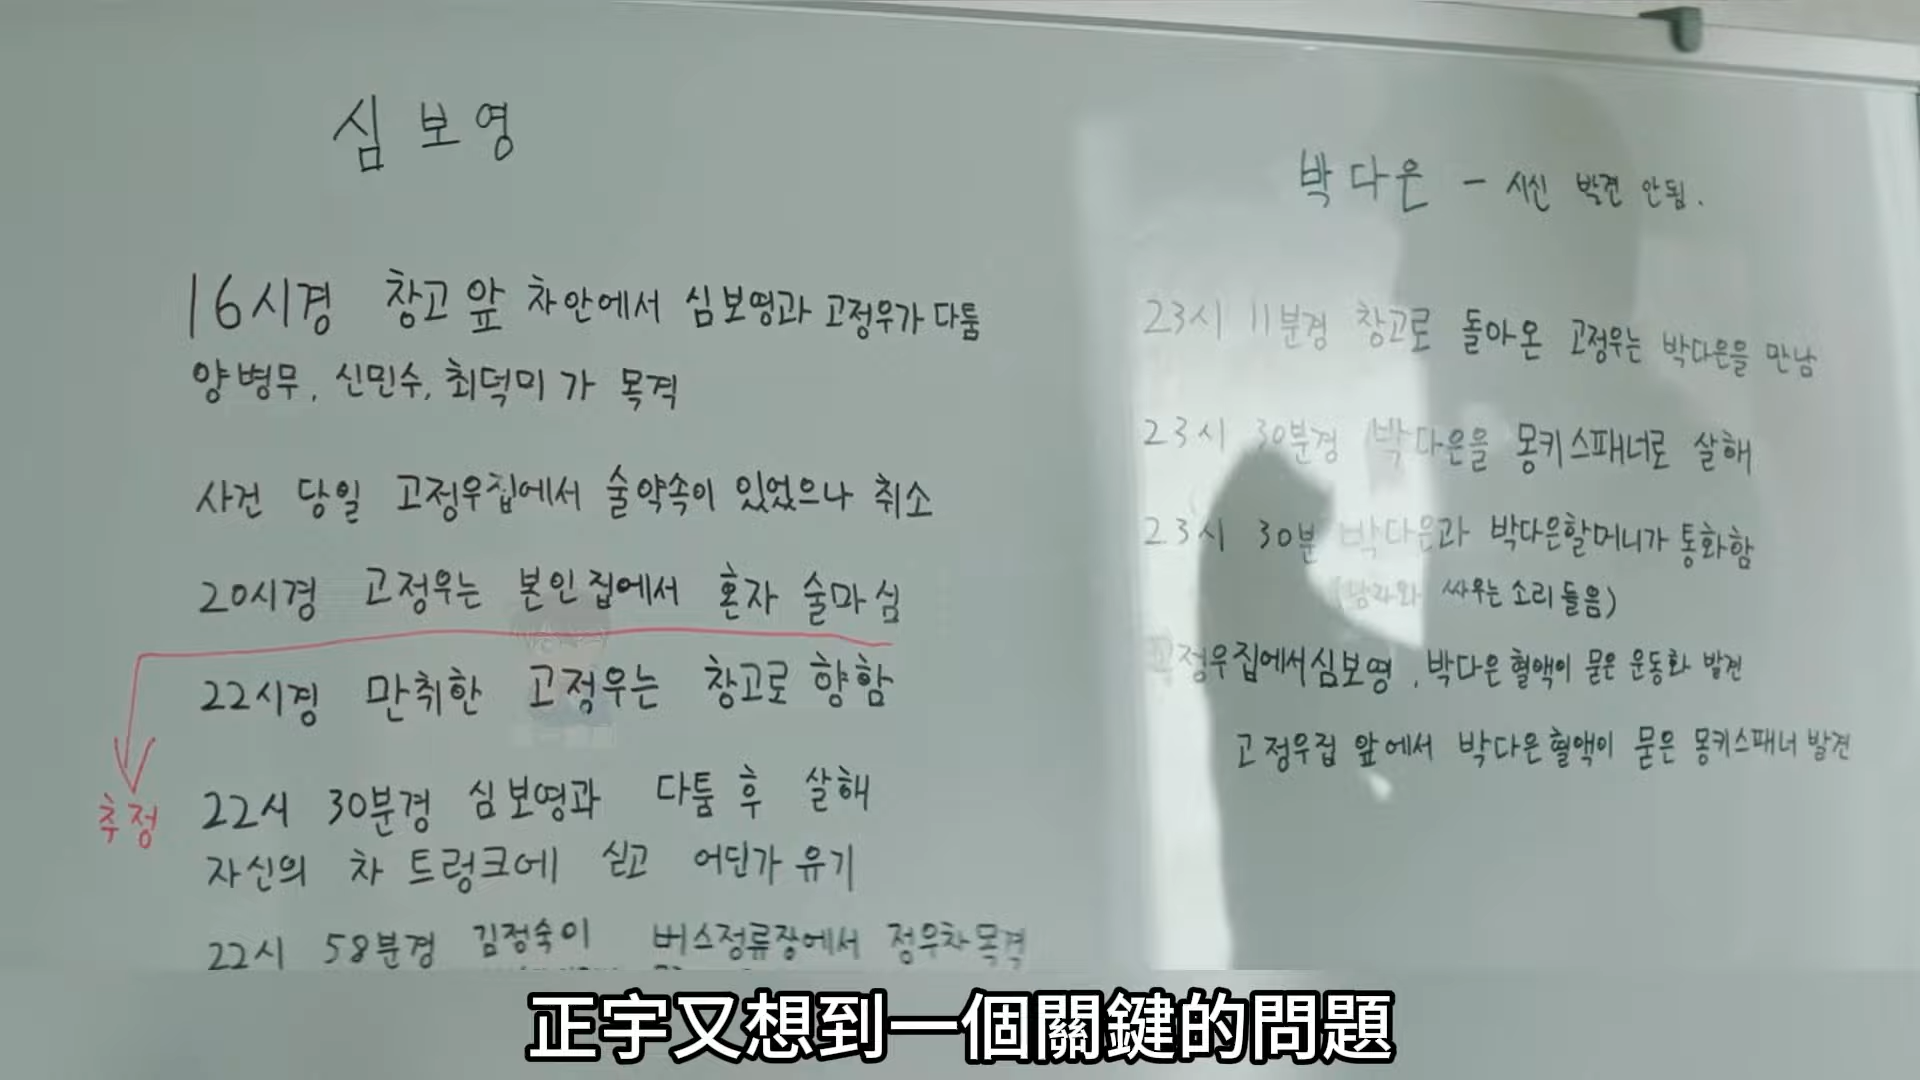 심보영
16시경 창고 앞 차안에서 심보영과 고정우가 다툼
양병무, 신민수, 최덕미가 목격
사건 당일 고정우집에서 술약속이 있었으나 취소
20시경 고정우는 본인집에서 혼자 술마심
22시경 만취한 고정우는 창고로 향함
추정
22시 30분경 심보영과 다툼 후 살해
자신의 차 트렁크에 싣고 어딘가 유기
22시 58분경 김정숙이 버스정류장에서 정우차 목격
박다은 - 시신 발견 안됨.
23시 11분경 창고로 돌아온 고정우는 박다은을 만남
23시 30분경 박다은을 몽키스패너로 살해
23시 30분 박다은과 박다은할머니가 통화함
(남자와 싸우는 소리 들음)
고정우집에서 심보영, 박다은 혈액이 묻은 운동화 발견
고정우집 앞에서 박다은 혈액이 묻은 몽키스패너 발견
正宇又想到一個關鍵的問題